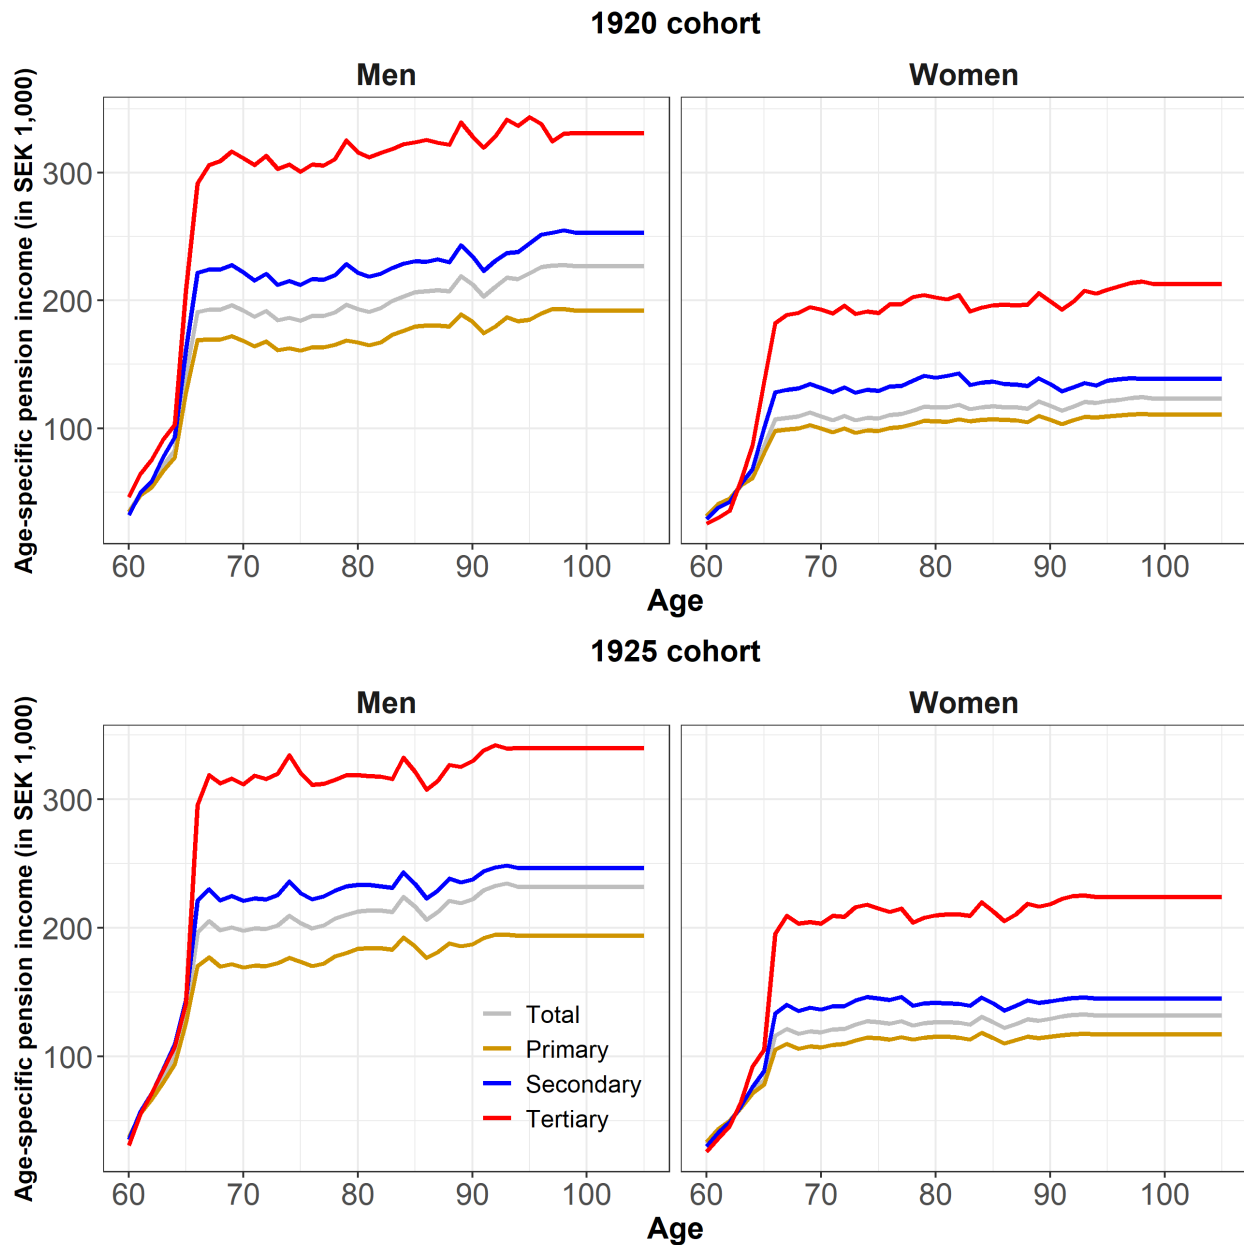 1920 cohort
Men
Women
Age-specific pension income (in SEK 1,000)
300
200
100
60 70 80 90 100
60 70 80 90 100
Age
1925 cohort
Men
Women
Age-specific pension income (in SEK 1,000)
300
200
100
Total
Primary
Secondary
Tertiary
60 70 80 90 100
60 70 80 90 100
Age